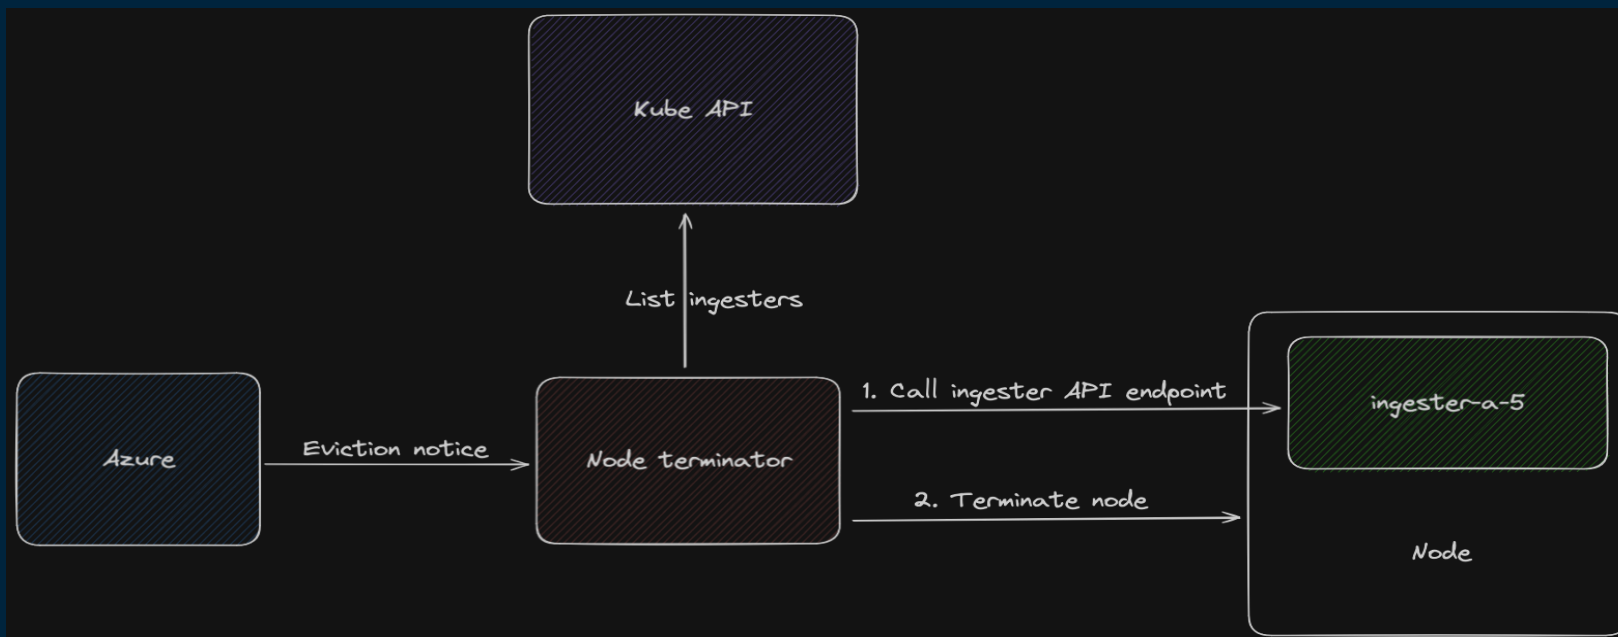 Kube API
List ingesters
1. Call ingester API endpoint
ingester-a-5
Eviction notice
Azure
Node terminator
2. Terminate node
Node